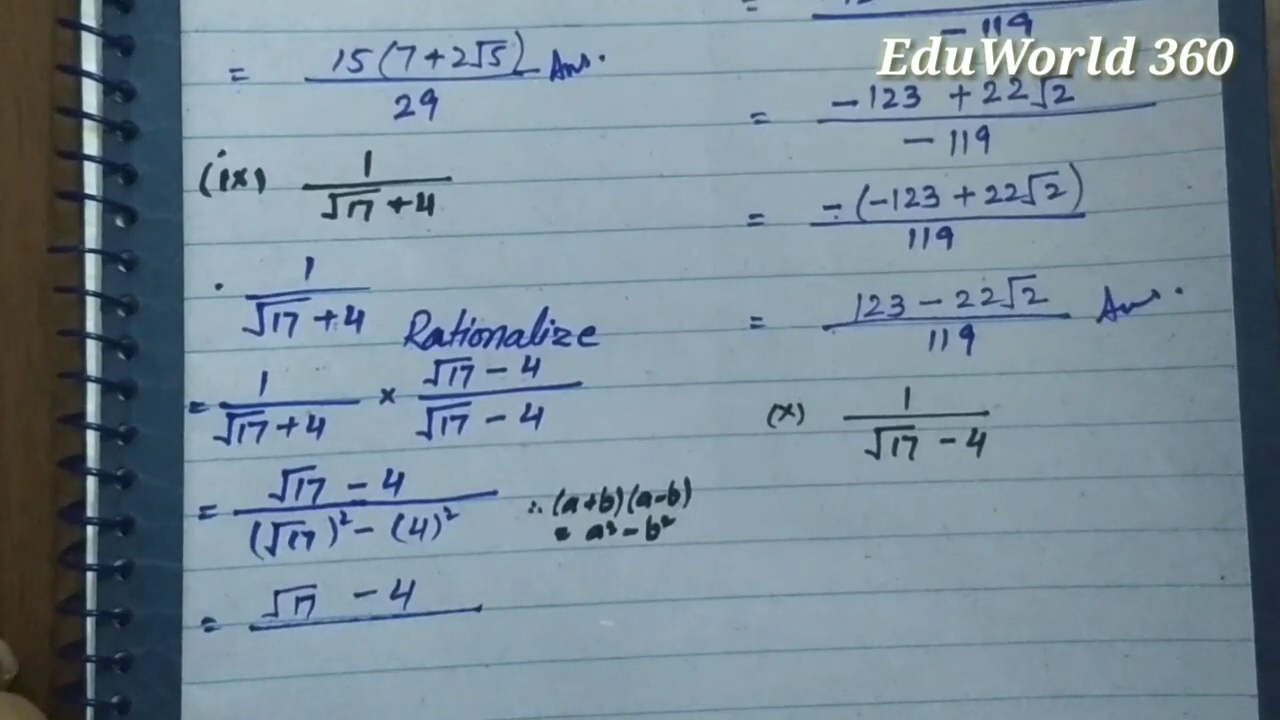 = 15(7+2√5) / 29 Ans.
(ix) 1 / √17 + 4
. 1 / √17 + 4
Rationalize
= 1 / √17 + 4 × √17 - 4 / √17 - 4
= √17 - 4 / (√17)² - (4)² ∴ (a+b)(a-b)
= a² - b²
= √17 - 4
= - 119
EduWorld 360
= -123 + 22√2 / - 119
= -(-123 + 22√2) / 119
= 123 - 22√2 / 119 Ans.
(x) 1 / √17 - 4